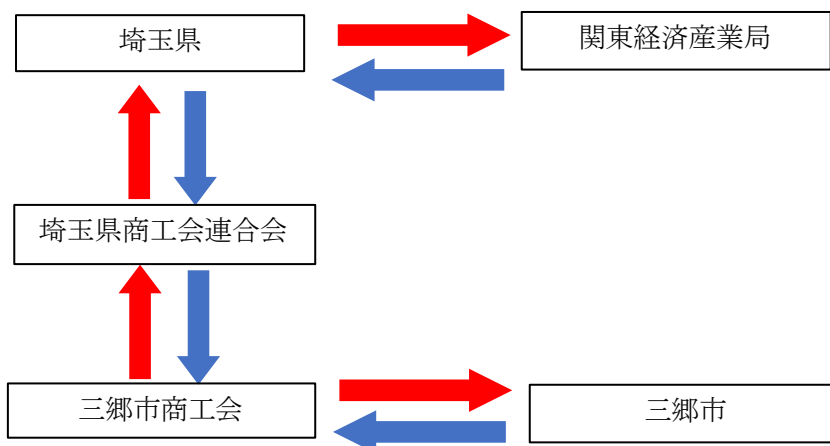 埼玉県
関東経済産業局
埼玉県商工会連合会
三郷市商工会
三郷市